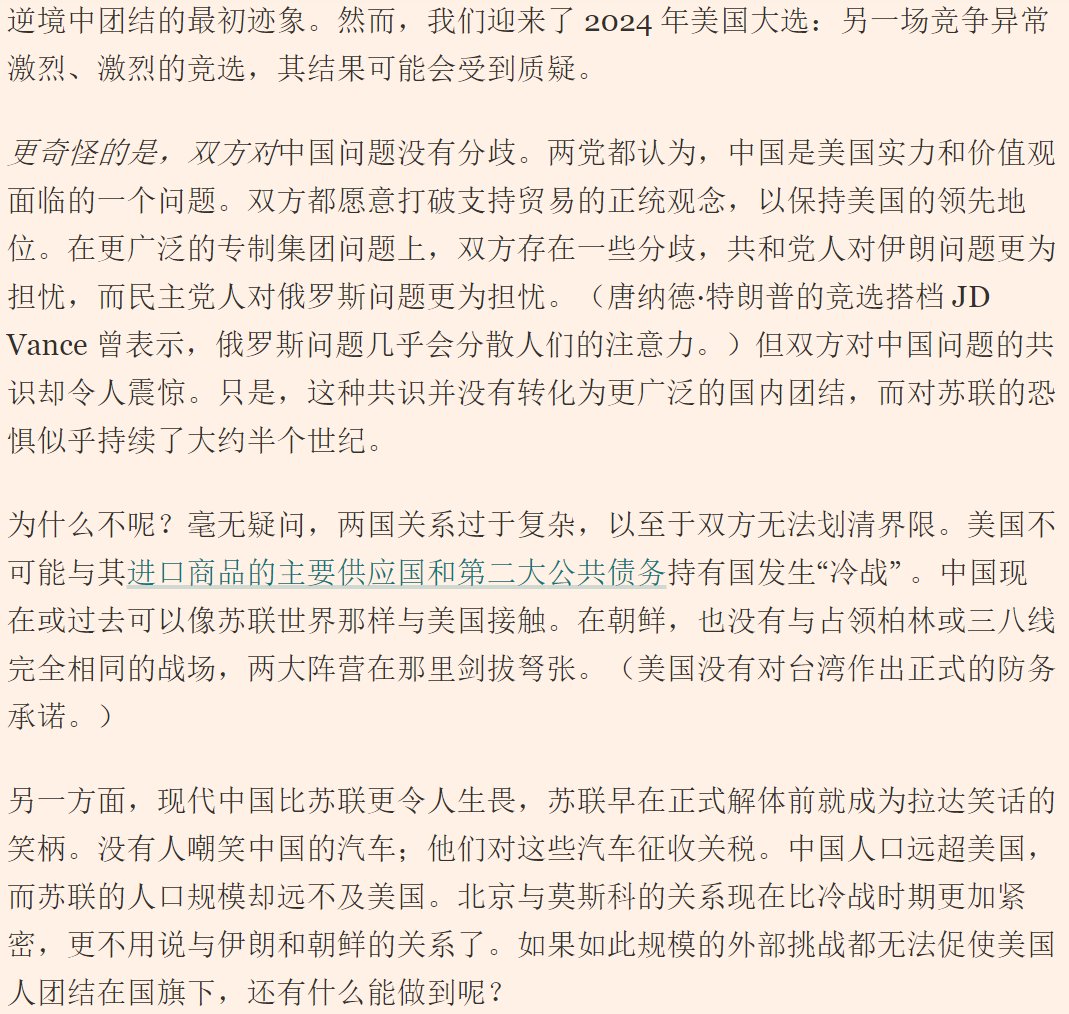 逆境中团结的最初迹象。然而，我们迎来了 2024 年美国大选：另一场竞争异常
激烈、激烈的竞选，其结果可能会受到质疑。
更奇怪的是，双方对中国问题没有分歧。两党都认为，中国是美国实力和价值观
面临的一个问题。双方都愿意打破支持贸易的正统观念，以保持美国的领先地
位。在更广泛的专制集团问题上，双方存在一些分歧，共和党人对伊朗问题更为
担忧，而民主党人对俄罗斯问题更为担忧。（唐纳德·特朗普的竞选搭档 JD
Vance 曾表示，俄罗斯问题几乎会分散人们的注意力。）但双方对中国问题的共
识却令人震惊。只是，这种共识并没有转化为更广泛的国内团结，而对苏联的恐
惧似乎持续了大约半个世纪。
为什么不呢？毫无疑问，两国关系过于复杂，以至于双方无法划清界限。美国不
可能与其进口商品的主要供应国和第二大公共债务持有国发生“冷战” 。中国现
在或过去可以像苏联世界那样与美国接触。在朝鲜，也没有与占领柏林或三八线
完全相同的战场，两大阵营在那里剑拔弩张。（美国没有对台湾作出正式的防务
承诺。）
另一方面，现代中国比苏联更令人生畏，苏联早在正式解体前就成为拉达笑话的
笑柄。没有人嘲笑中国的汽车；他们对这些汽车征收关税。中国人口远超美国，
而苏联的人口规模却远不及美国。北京与莫斯科的关系现在比冷战时期更加紧
密，更不用说与伊朗和朝鲜的关系了。如果如此规模的外部挑战都无法促使美国
人团结在国旗下，还有什么能做到呢？